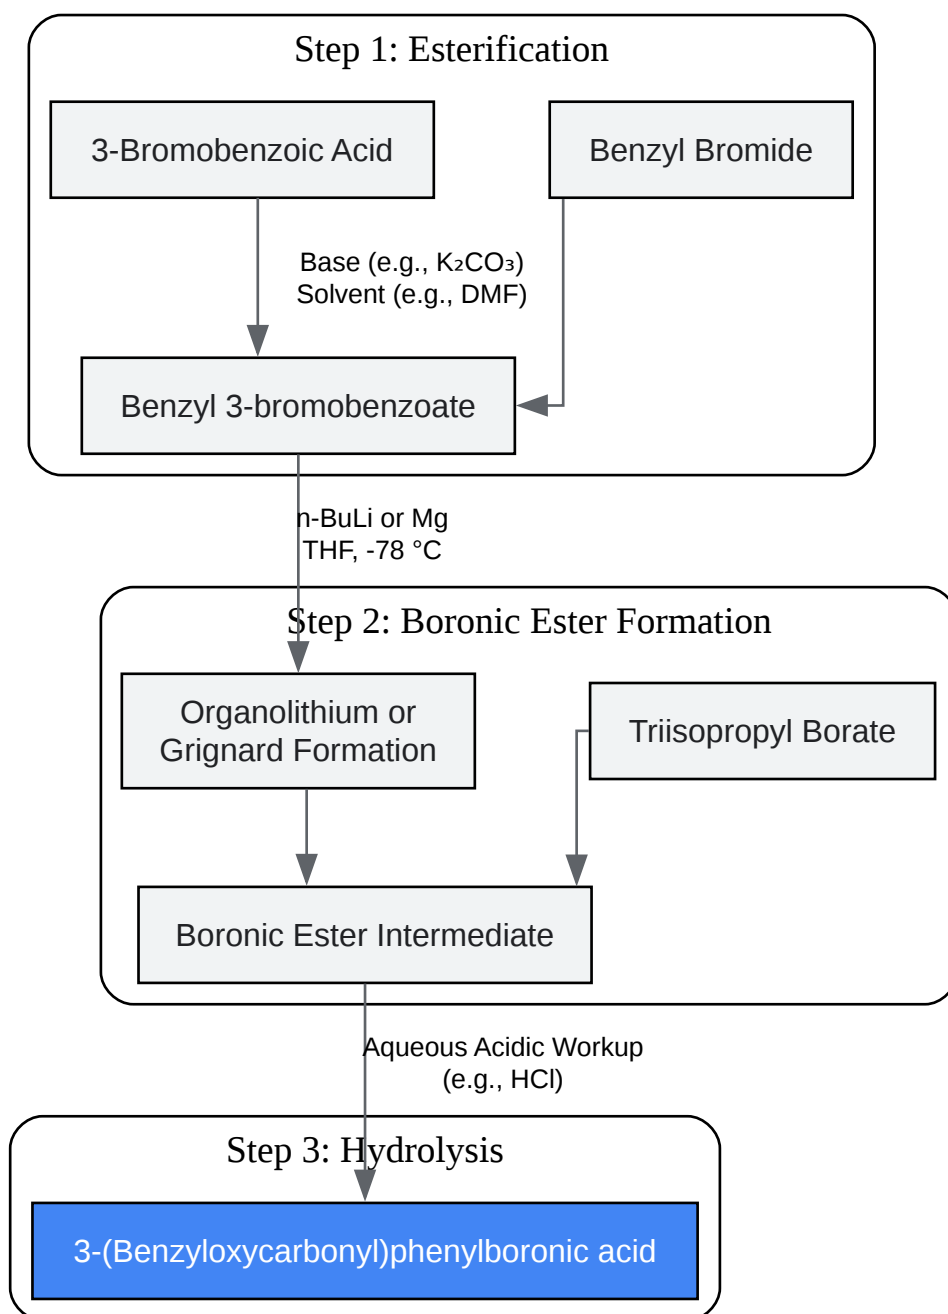 Step 1: Esterification
3-Bromobenzoic Acid
Benzyl Bromide
Base (e.g., K₂CO₃)
Solvent (e.g., DMF)
Benzyl 3-bromobenzoate
n-BuLi or Mg
THF, -78 °C
Step 2: Boronic Ester Formation
Organolithium or
Grignard Formation
Triisopropyl Borate
Boronic Ester Intermediate
Aqueous Acidic Workup
(e.g., HCl)
Step 3: Hydrolysis
3-(Benzyloxycarbonyl)phenylboronic acid